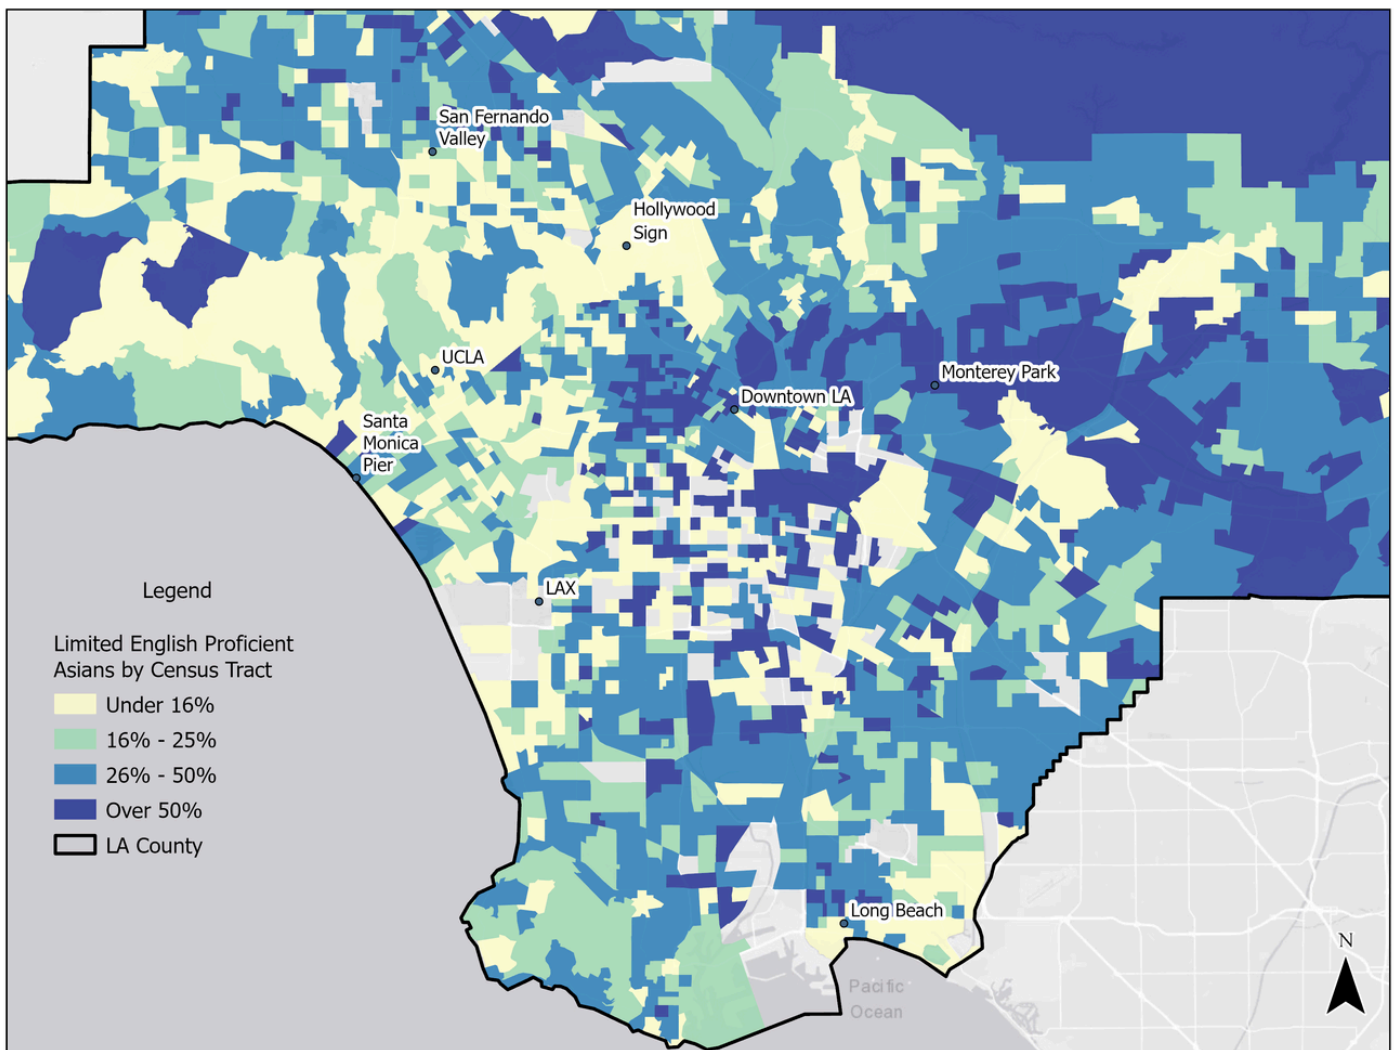 San Fernando
Valley
Hollywood
Sign
UCLA
Monterey Park
Downtown LA
Santa
Monica
Pier
LAX
Legend
Limited English Proficient
Asians by Census Tract
Under 16%
16% - 25%
26% - 50%
Over 50%
LA County
Long Beach
N
Pacific
Ocean